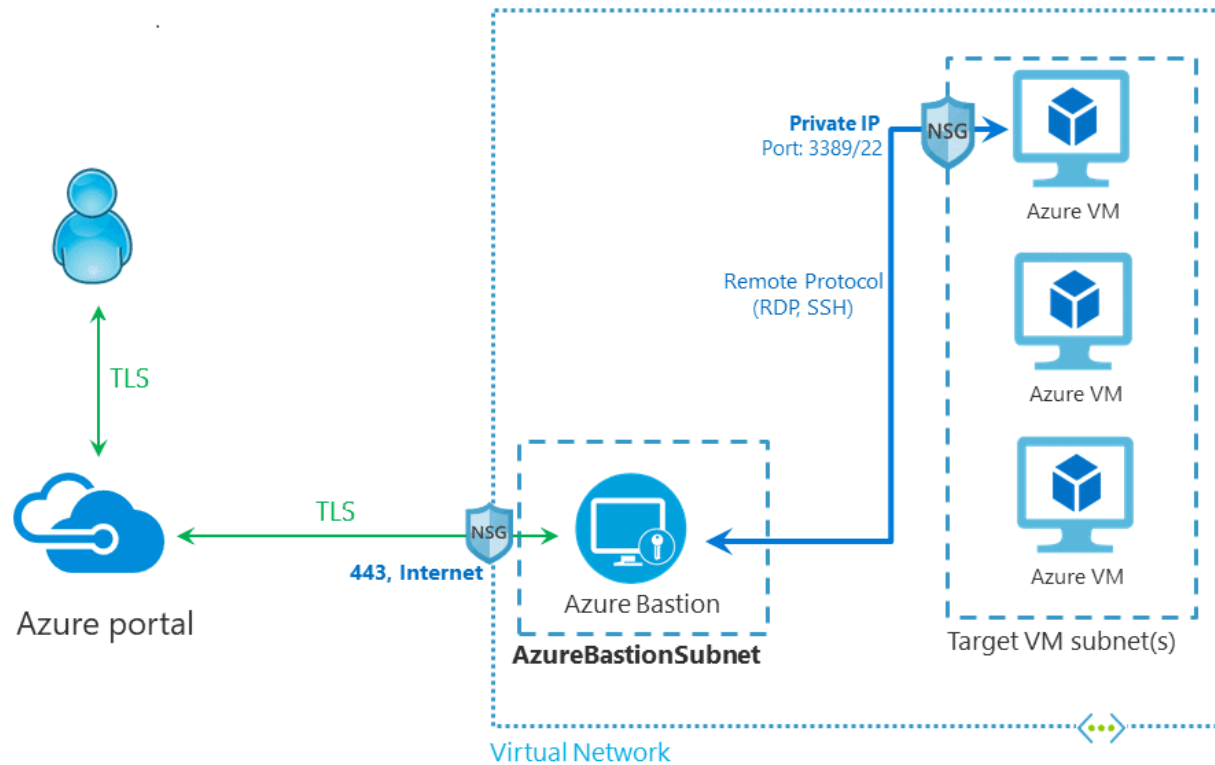 Private IP
Port: 3389/22
NSG
Azure VM
Remote Protocol
(RDP, SSH)
Azure VM
TLS
TLS
NSG
443, Internet
Azure VM
Azure Bastion
Azure portal
AzureBastionSubnet
Target VM subnet(s)
Virtual Network